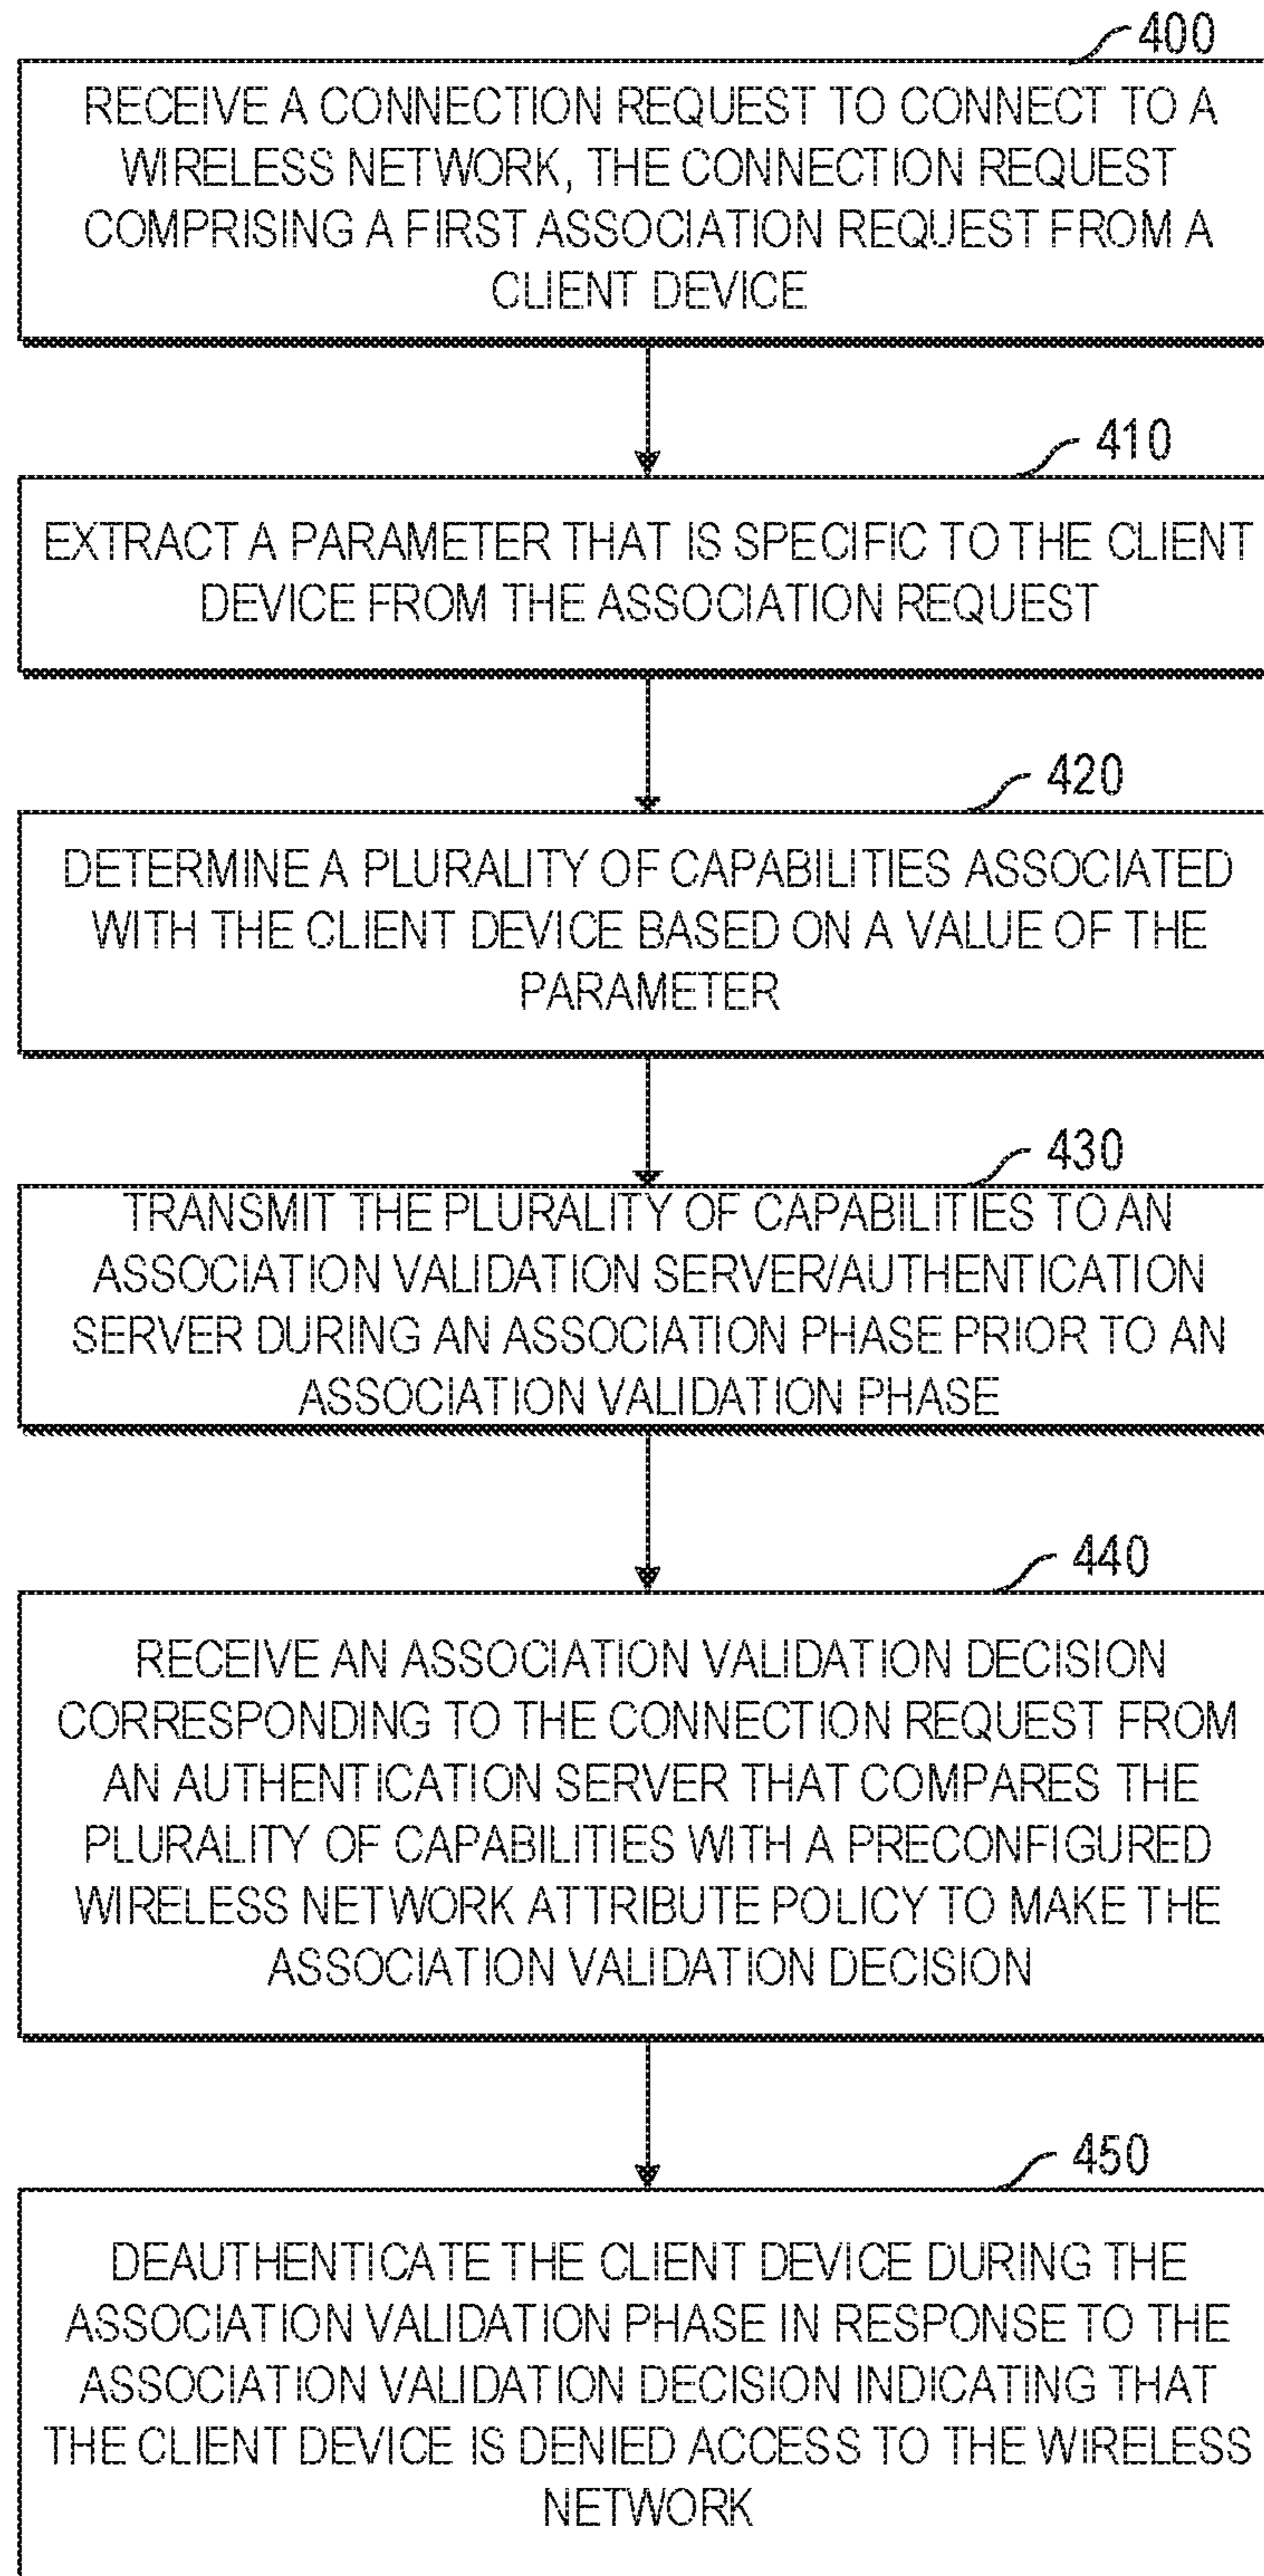 400
RECEIVE A CONNECTION REQUEST TO CONNECT TO A
WIRELESS NETWORK, THE CONNECTION REQUEST
COMPRISING A FIRST ASSOCIATION REQUEST FROM A
CLIENT DEVICE
410
EXTRACT A PARAMETER THAT IS SPECIFIC TO THE CLIENT
DEVICE FROM THE ASSOCIATION REQUEST
420
DETERMINE A PLURALITY OF CAPABILITIES ASSOCIATED
WITH THE CLIENT DEVICE BASED ON A VALUE OF THE
PARAMETER
430
TRANSMIT THE PLURALITY OF CAPABILITIES TO AN
ASSOCIATION VALIDATION SERVER/AUTHENTICATION
SERVER DURING AN ASSOCIATION PHASE PRIOR TO AN
ASSOCIATION VALIDATION PHASE
440
RECEIVE AN ASSOCIATION VALIDATION DECISION
CORRESPONDING TO THE CONNECTION REQUEST FROM
AN AUTHENTICATION SERVER THAT COMPARES THE
PLURALITY OF CAPABILITIES WITH A PRECONFIGURED
WIRELESS NETWORK ATTRIBUTE POLICY TO MAKE THE
ASSOCIATION VALIDATION DECISION
450
DEAUTHENTICATE THE CLIENT DEVICE DURING THE
ASSOCIATION VALIDATION PHASE IN RESPONSE TO THE
ASSOCIATION VALIDATION DECISION INDICATING THAT
THE CLIENT DEVICE IS DENIED ACCESS TO THE WIRELESS
NETWORK